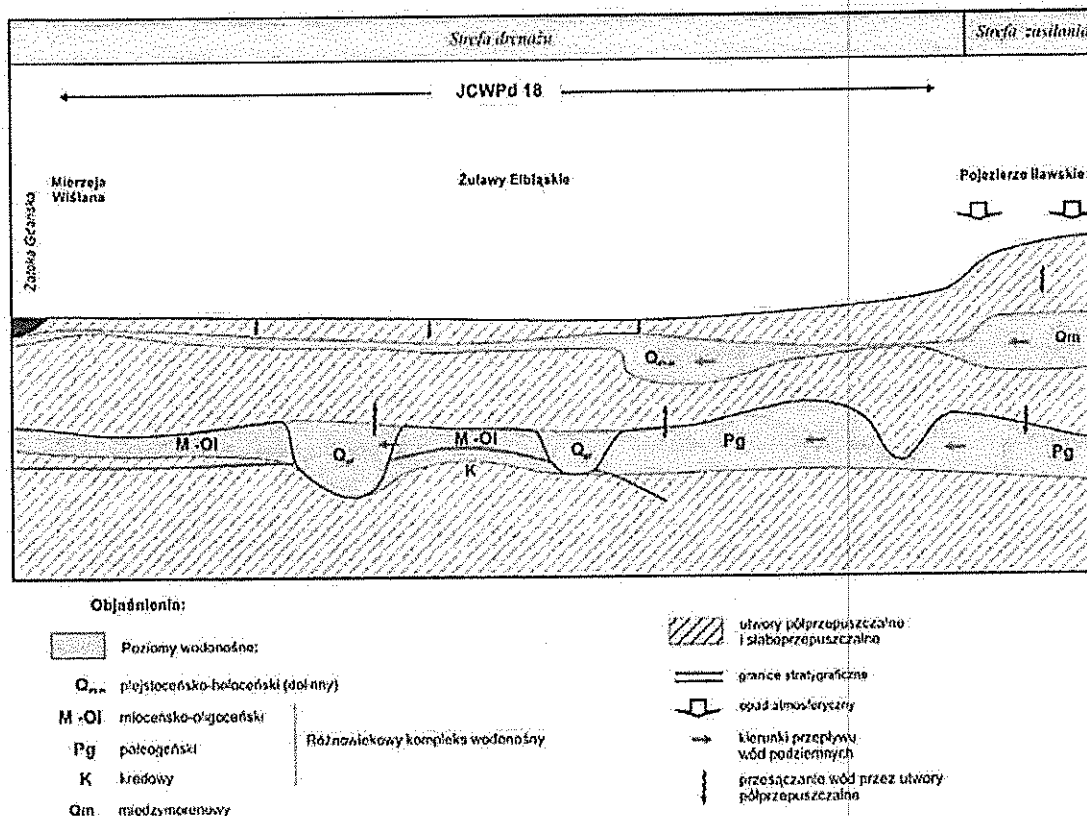 Strefa drenażu
Strefa zasilania
JCWPd 18
Mierzeja
Wiślana
Żuławy Elbląskie
Pojezierze Iławskie
Zatoka Gdańska
Qm
M -Ol
M -Ol
K
Pg
Pg
Objaśnienia:
Poziomy wodonośne:
plejstoceńsko-holoceński (dolinny)
M -Ol mioceńsko-oligoceński
Pg paleogeński
K kredowy
Qm międzymorenowy
Różnowiekowy kompleks wodonośny
utwory półprzepuszczalne
i słaboprzepuszczalne
granice stratygraficzne
opad atmosferyczny
kierunki przepływu
wód podziemnych
przesączanie wód przez utwory
półprzepuszczalne